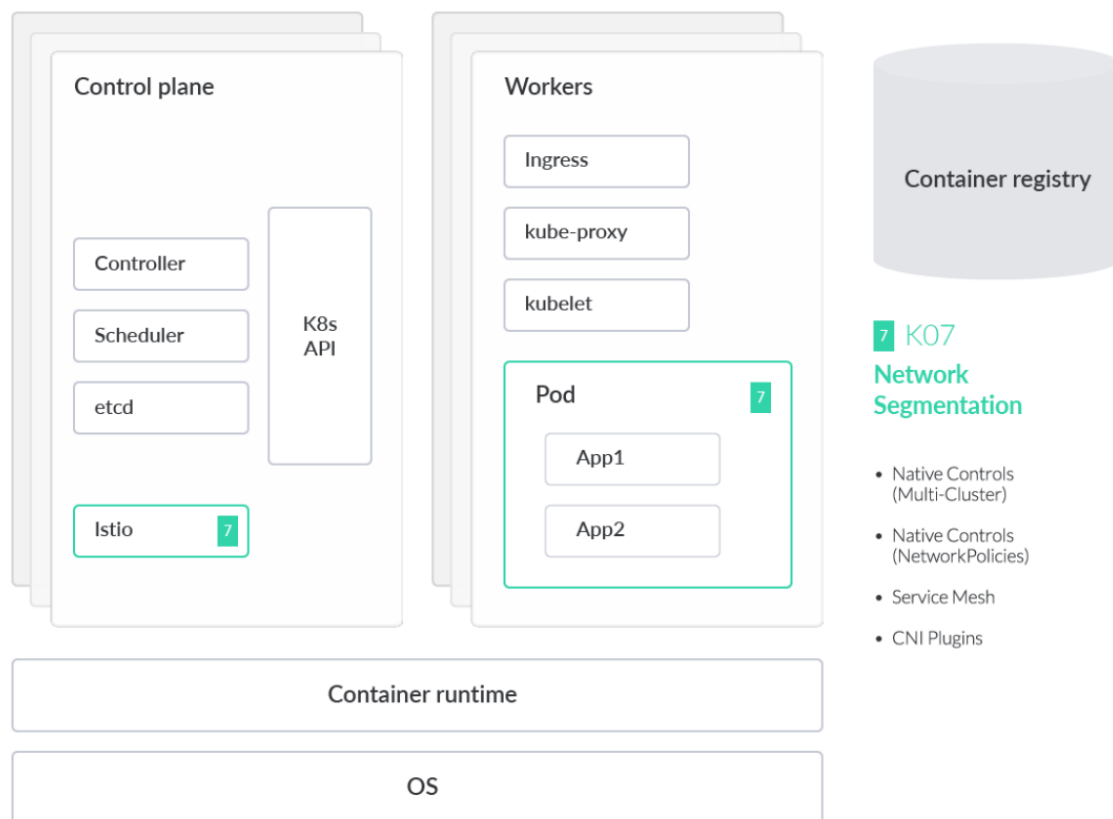 Control plane
Controller
Scheduler
etcd
K8s
API
Istio
7
Workers
Ingress
kube-proxy
kubelet
Pod
7
App1
App2
Container registry
7 K07
Network
Segmentation
• Native Controls
(Multi-Cluster)
• Native Controls
(NetworkPolicies)
• Service Mesh
• CNI Plugins
Container runtime
OS